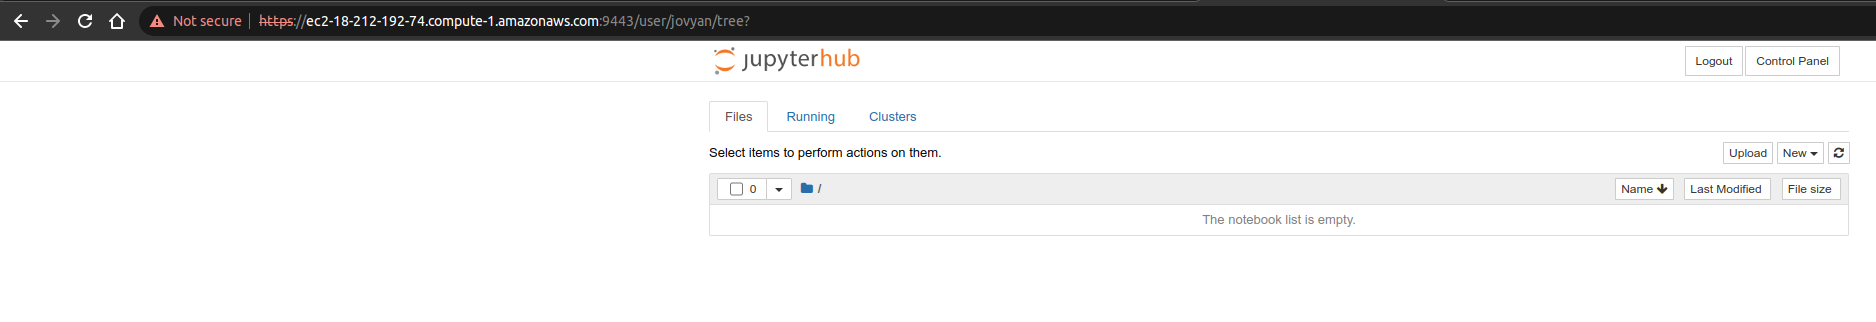 Not secure https://ec2-18-212-192-74.compute-1.amazonaws.com:9443/user/jovyan/tree?
jupyterhub Logout Control Panel
Files Running Clusters
Select items to perform actions on them. Upload New
0 / Name Last Modified File size
The notebook list is empty.